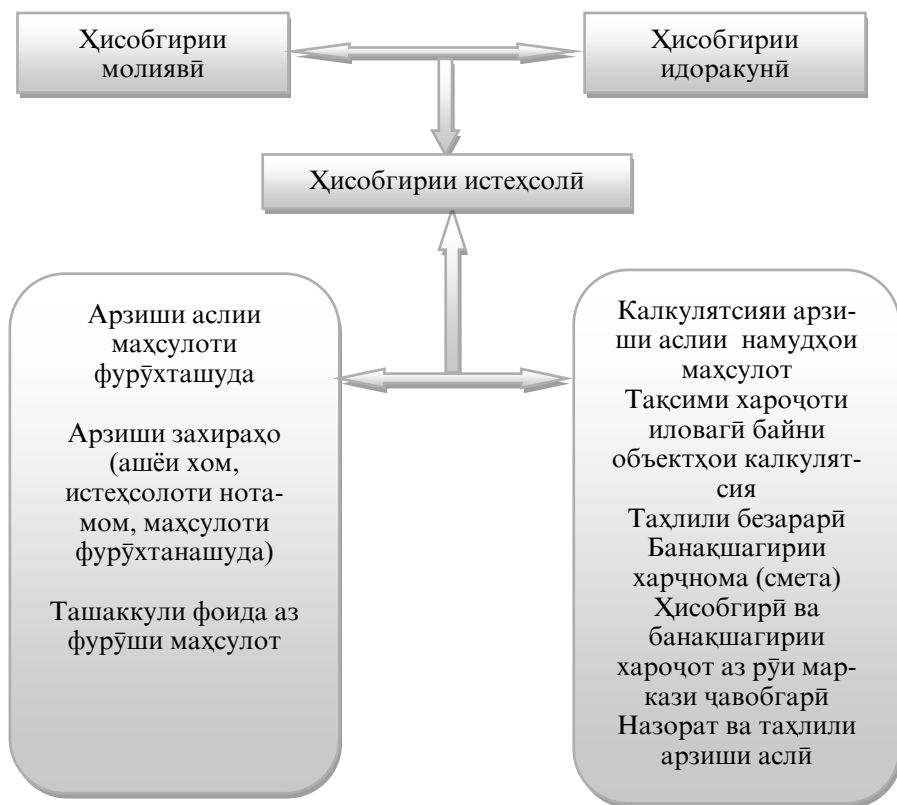 Ҳисобгирии
молиявӣ
Ҳисобгирии
идоракунӣ
Ҳисобгирии истеҳсолӣ
Арзиши аслии
маҳсулоти
фурӯхташуда
Арзиши захираҳо
(ашёи хом,
истеҳсолоти нота-
мом, маҳсулоти
фурӯхтанашуда)
Ташаккули фоида аз
фурӯши маҳсулот
Калкулятсияи арзи-
ши аслии намудҳои
маҳсулот
Тақсими хароҷоти
иловагӣ байни
объектҳои калкулят-
сия
Таҳлили безарарӣ
Банақшагирии
харҷнома (смета)
Ҳисобгирӣ ва
банақшагирии
хароҷот аз рӯи мар-
кази ҷавобгарӣ
Назорат ва таҳлили
арзиши аслӣ